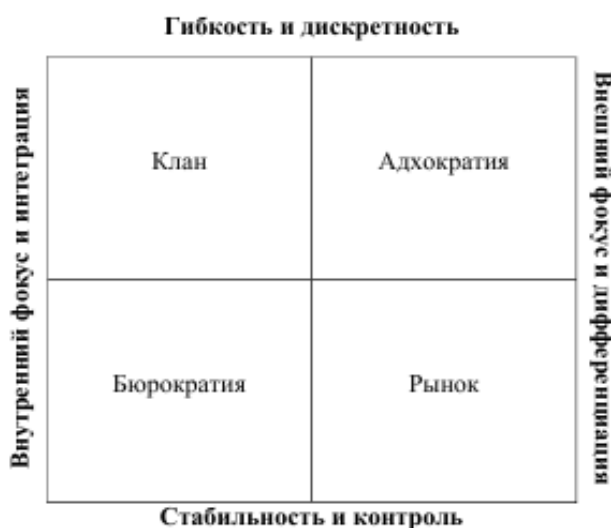 Гибкость и дискретность
Внутренний фокус и интеграция
Клан
Адхократия
Внешний фокус и дифференциация
Бюрократия
Рынок
Стабильность и контроль